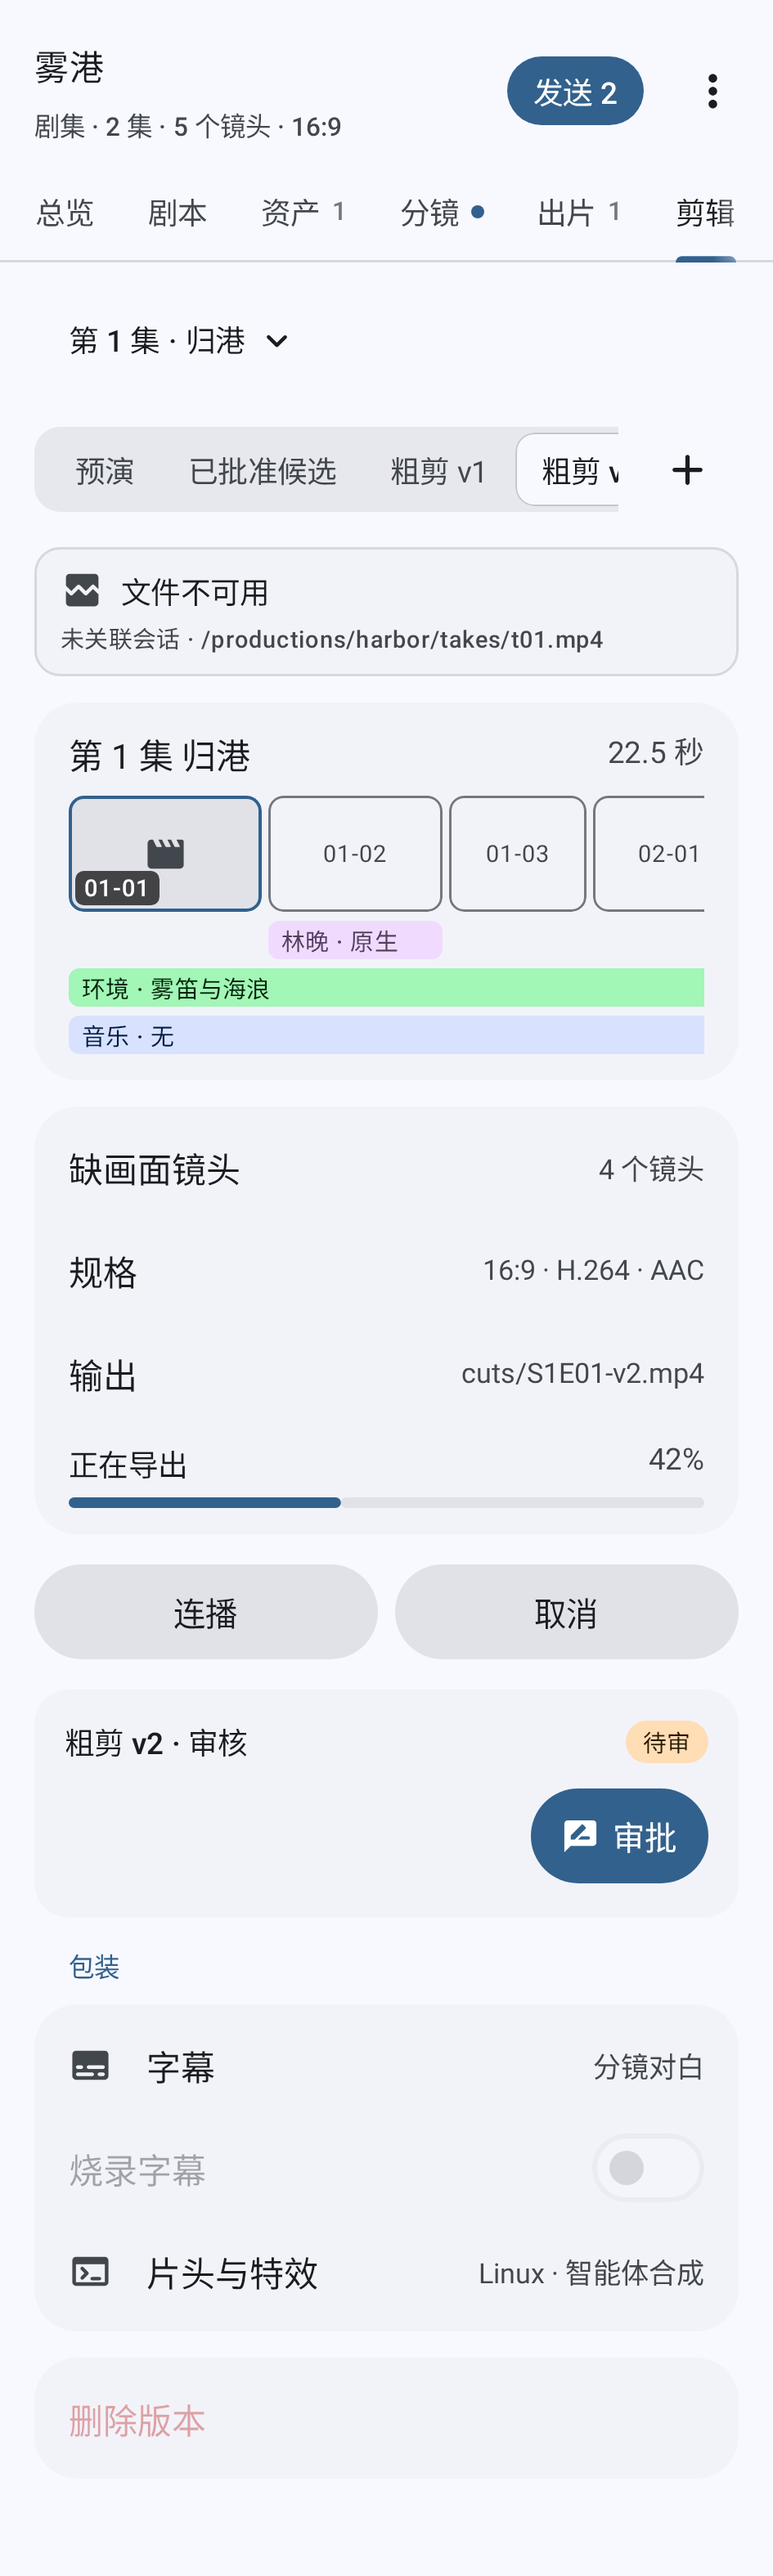 雾港
剧集 · 2 集 · 5 个镜头 · 16:9
发送 2
总览 剧本 资产 1 分镜 出片 1 剪辑
第 1 集 · 归港
预演 已批准候选 粗剪 v1 粗剪 v
文件不可用
未关联会话 · /productions/harbor/takes/t01.mp4
第 1 集 归港 22.5 秒
01-01 01-02 01-03 02-01
林晚 · 原生
环境 · 雾笛与海浪
音乐 · 无
缺画面镜头 4 个镜头
规格 16:9 · H.264 · AAC
输出 cuts/S1E01-v2.mp4
正在导出 42%
连播 取消
粗剪 v2 · 审核 待审
审批
包装
字幕 分镜对白
烧录字幕
片头与特效 Linux · 智能体合成
删除版本